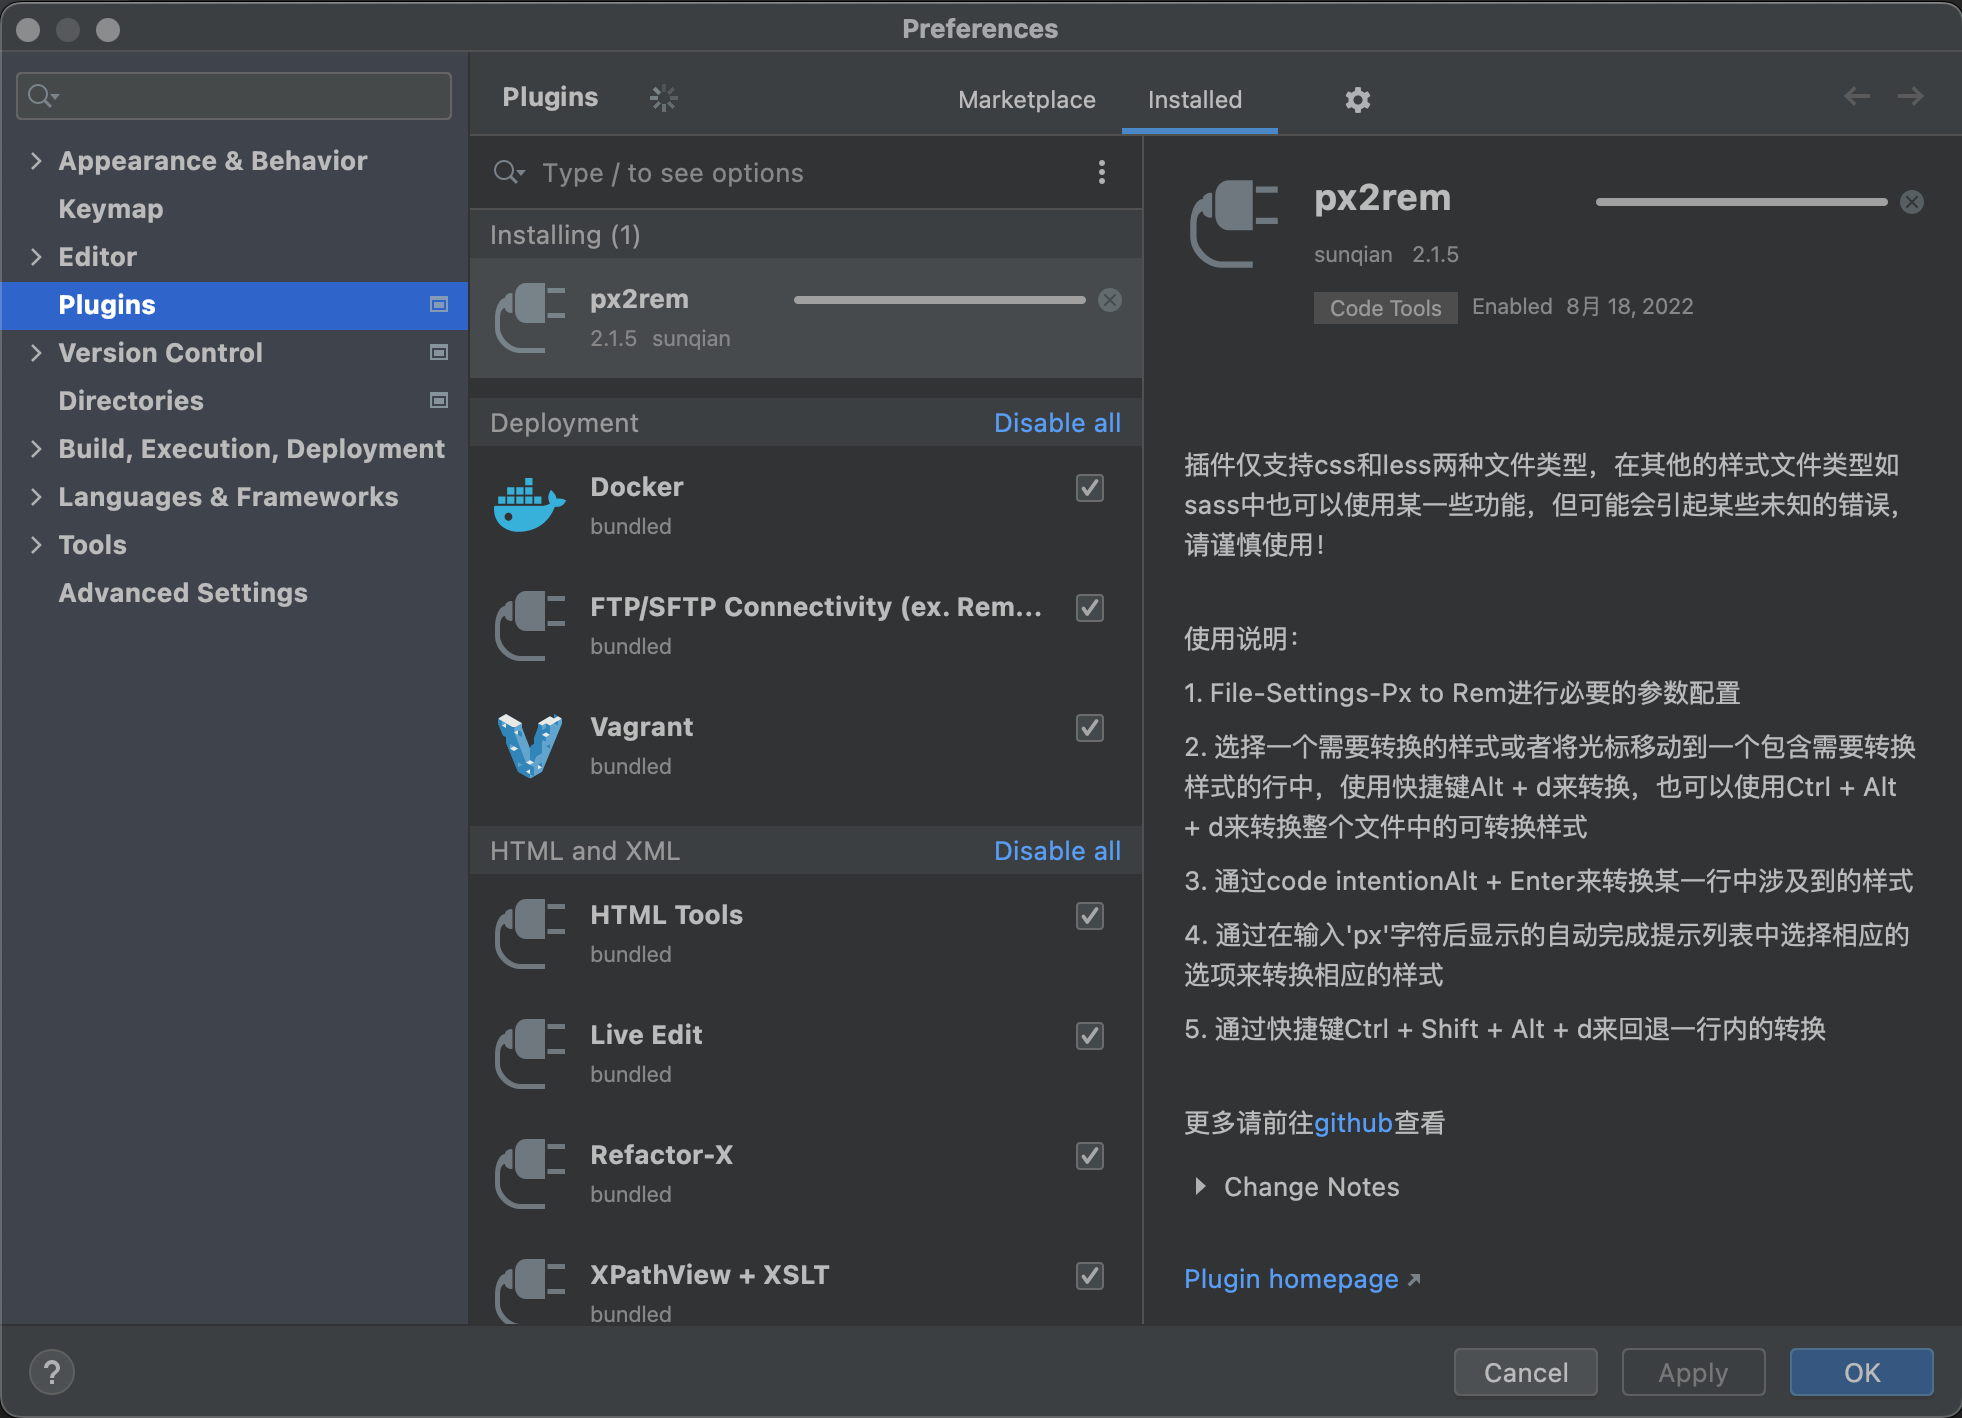 Preferences
Appearance & Behavior
Keymap
Editor
Plugins
Version Control
Directories
Build, Execution, Deployment
Languages & Frameworks
Tools
Advanced Settings
Plugins
Marketplace
Installed
Type / to see options
Installing (1)
px2rem
2.1.5 sunqian
Deployment
Disable all
Docker
bundled
FTP/SFTP Connectivity (ex. Rem...
bundled
Vagrant
bundled
HTML and XML
Disable all
HTML Tools
bundled
Live Edit
bundled
Refactor-X
bundled
XPathView + XSLT
bundled
px2rem
sunqian 2.1.5
Code Tools Enabled 8月 18, 2022
插件仅支持css和less两种文件类型，在其他的样式文件类型如
sass中也可以使用某一些功能，但可能会引起某些未知的错误，
请谨慎使用！
使用说明：
1. File-Settings-Px to Rem进行必要的参数配置
2. 选择一个需要转换的样式或者将光标移动到一个包含需要转换
样式的行中，使用快捷键Alt + d来转换，也可以使用Ctrl + Alt
+ d来转换整个文件中的可转换样式
3. 通过code intentionAlt + Enter来转换某一行中涉及到的样式
4. 通过在输入'px'字符后显示的自动完成提示列表中选择相应的
选项来转换相应的样式
5. 通过快捷键Ctrl + Shift + Alt + d来回退一行内的转换
更多请前往github查看
Change Notes
Plugin homepage
?
Cancel
Apply
OK